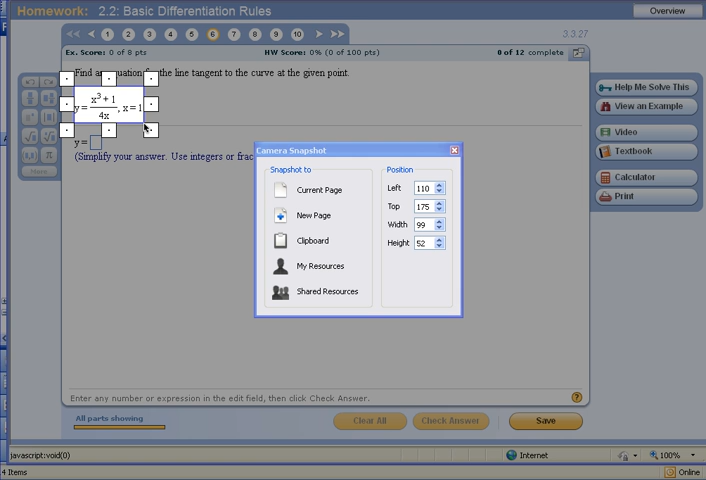 Homework: 2.2: Basic Differentiation Rules
Overview
1 2 3 4 5 6 7 8 9 10
3.3.27
Ex. Score: 0 of 8 pts
HW Score: 0% (0 of 100 pts)
0 of 12 complete
Find an equation for the line tangent to the curve at the given point.
y = x³ + 1 / 4x , x = 1
y =
(Simplify your answer. Use integers or frac
Camera Snapshot
Snapshot to
Current Page
New Page
Clipboard
My Resources
Shared Resources
Position
Left 110
Top 175
Width 99
Height 52
Help Me Solve This
View an Example
Video
Textbook
Calculator
Print
More
Enter any number or expression in the edit field, then click Check Answer.
?
All parts showing
Clear All
Check Answer
Save
javascript:void(0)
Internet
100%
4 Items
Online